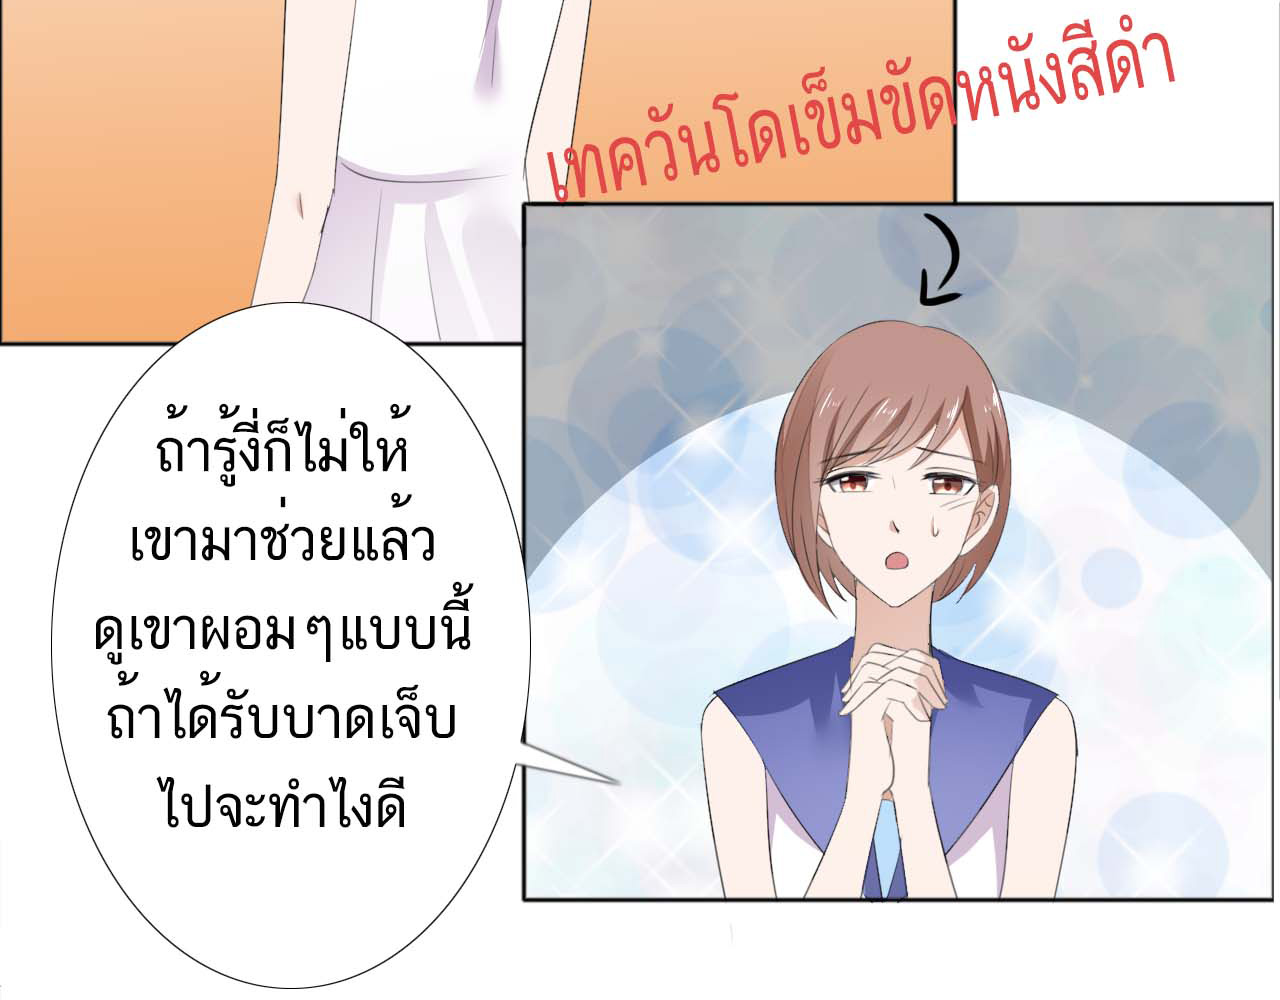 เทควันโดเข็มขัดหนังสีดำ
ถ้ารู้งี่ก็ไม่ให้
เขามาช่วยแล้ว
ดูเขาผอมๆแบบนี้
ถ้าได้รับบาดเจ็บ
ไปจะทำไงดี